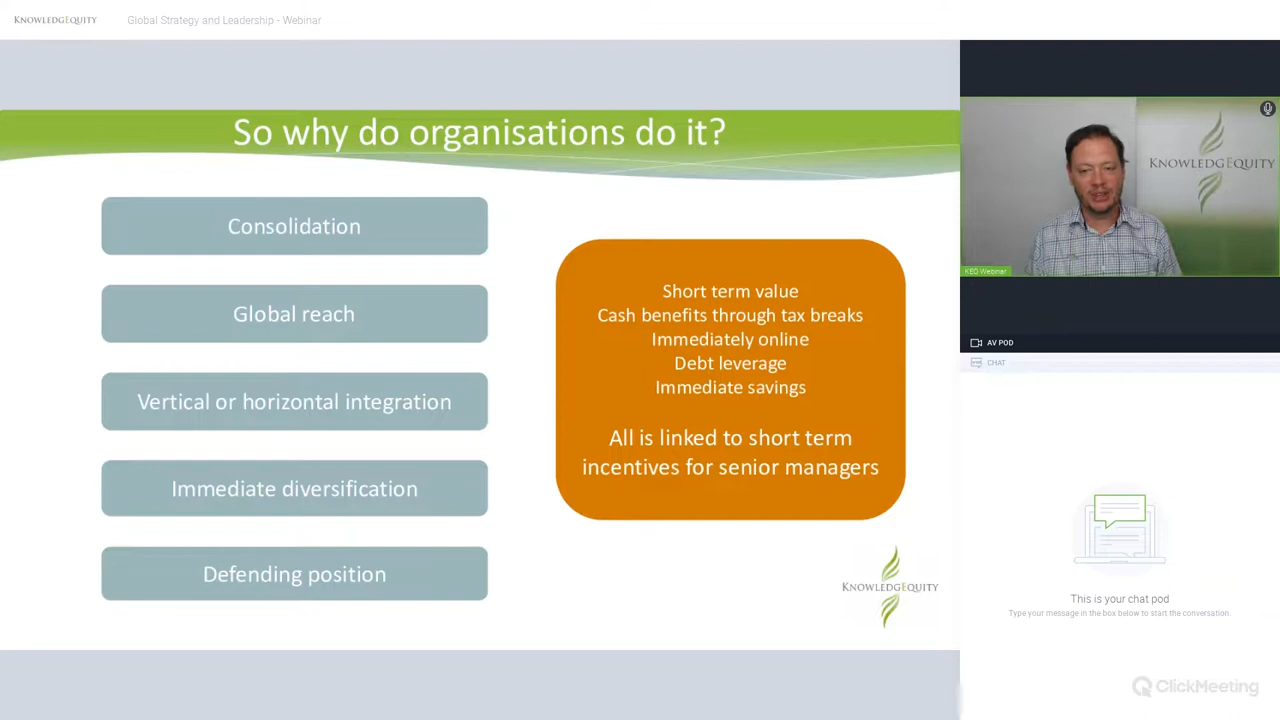 KNOWLEDGEQUITY
Global Strategy and Leadership - Webinar
So why do organisations do it?
Consolidation
Global reach
Vertical or horizontal integration
Immediate diversification
Defending position
Short term value
Cash benefits through tax breaks
Immediately online
Debt leverage
Immediate savings
All is linked to short term
incentives for senior managers
KNOWLEDGEQUITY
KNOWLEDGEQUITY
KEQ Webinar
AV POD
CHAT
This is your chat pod
Type your message in the box below to start the conversation.
ClickMeeting